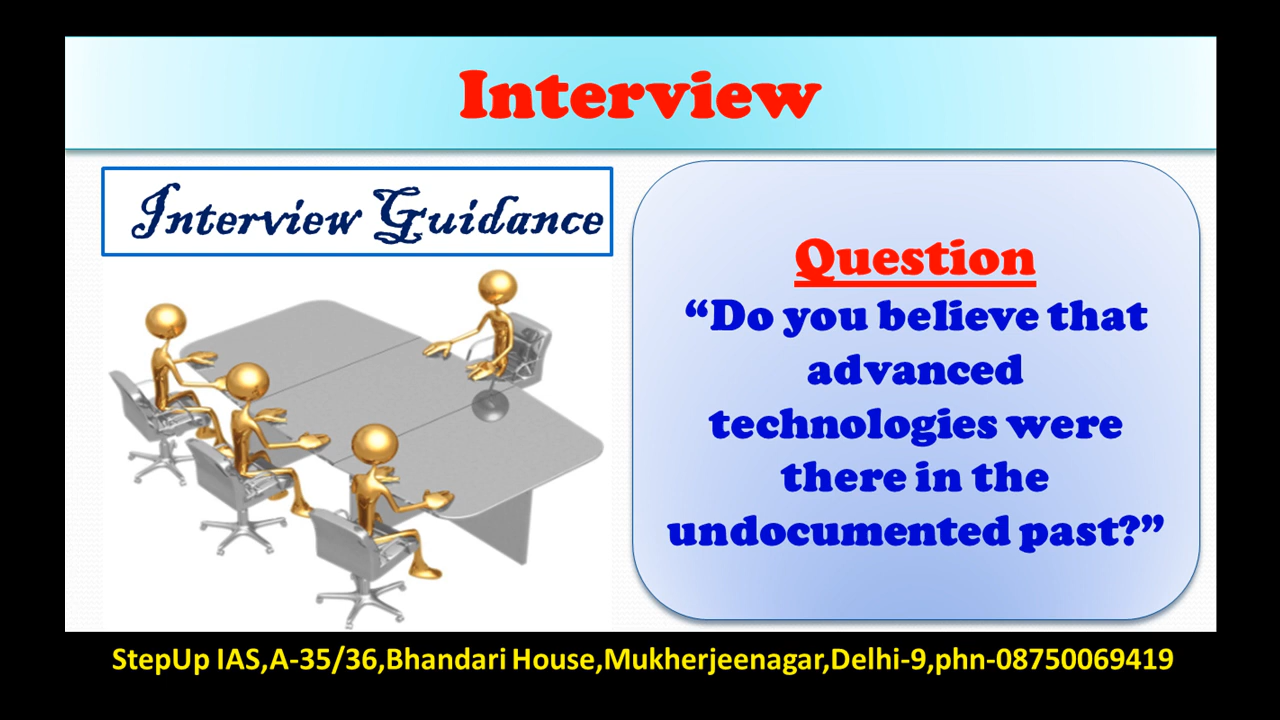 Interview
Interview Guidance
Question
“Do you believe that
advanced
technologies were
there in the
undocumented past?”
StepUp IAS,A-35/36,Bhandari House,Mukherjeenagar,Delhi-9,phn-08750069419